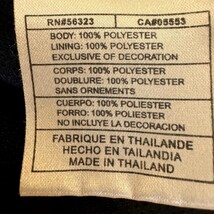 RN#56323 CA#05553
BODY: 100% POLYESTER
LINING: 100% POLYESTER
EXCLUSIVE OF DECORATION
CORPS: 100% POLYESTER
DOUBLURE: 100% POLYESTER
SANS ORNEMENTS
CUERPO: 100% POLIESTER
FORRO: 100% POLIESTER
NO INCLUYE LA DECORACION
FABRIQUE EN THAILANDE
HECHO EN TAILANDIA
MADE IN THAILAND